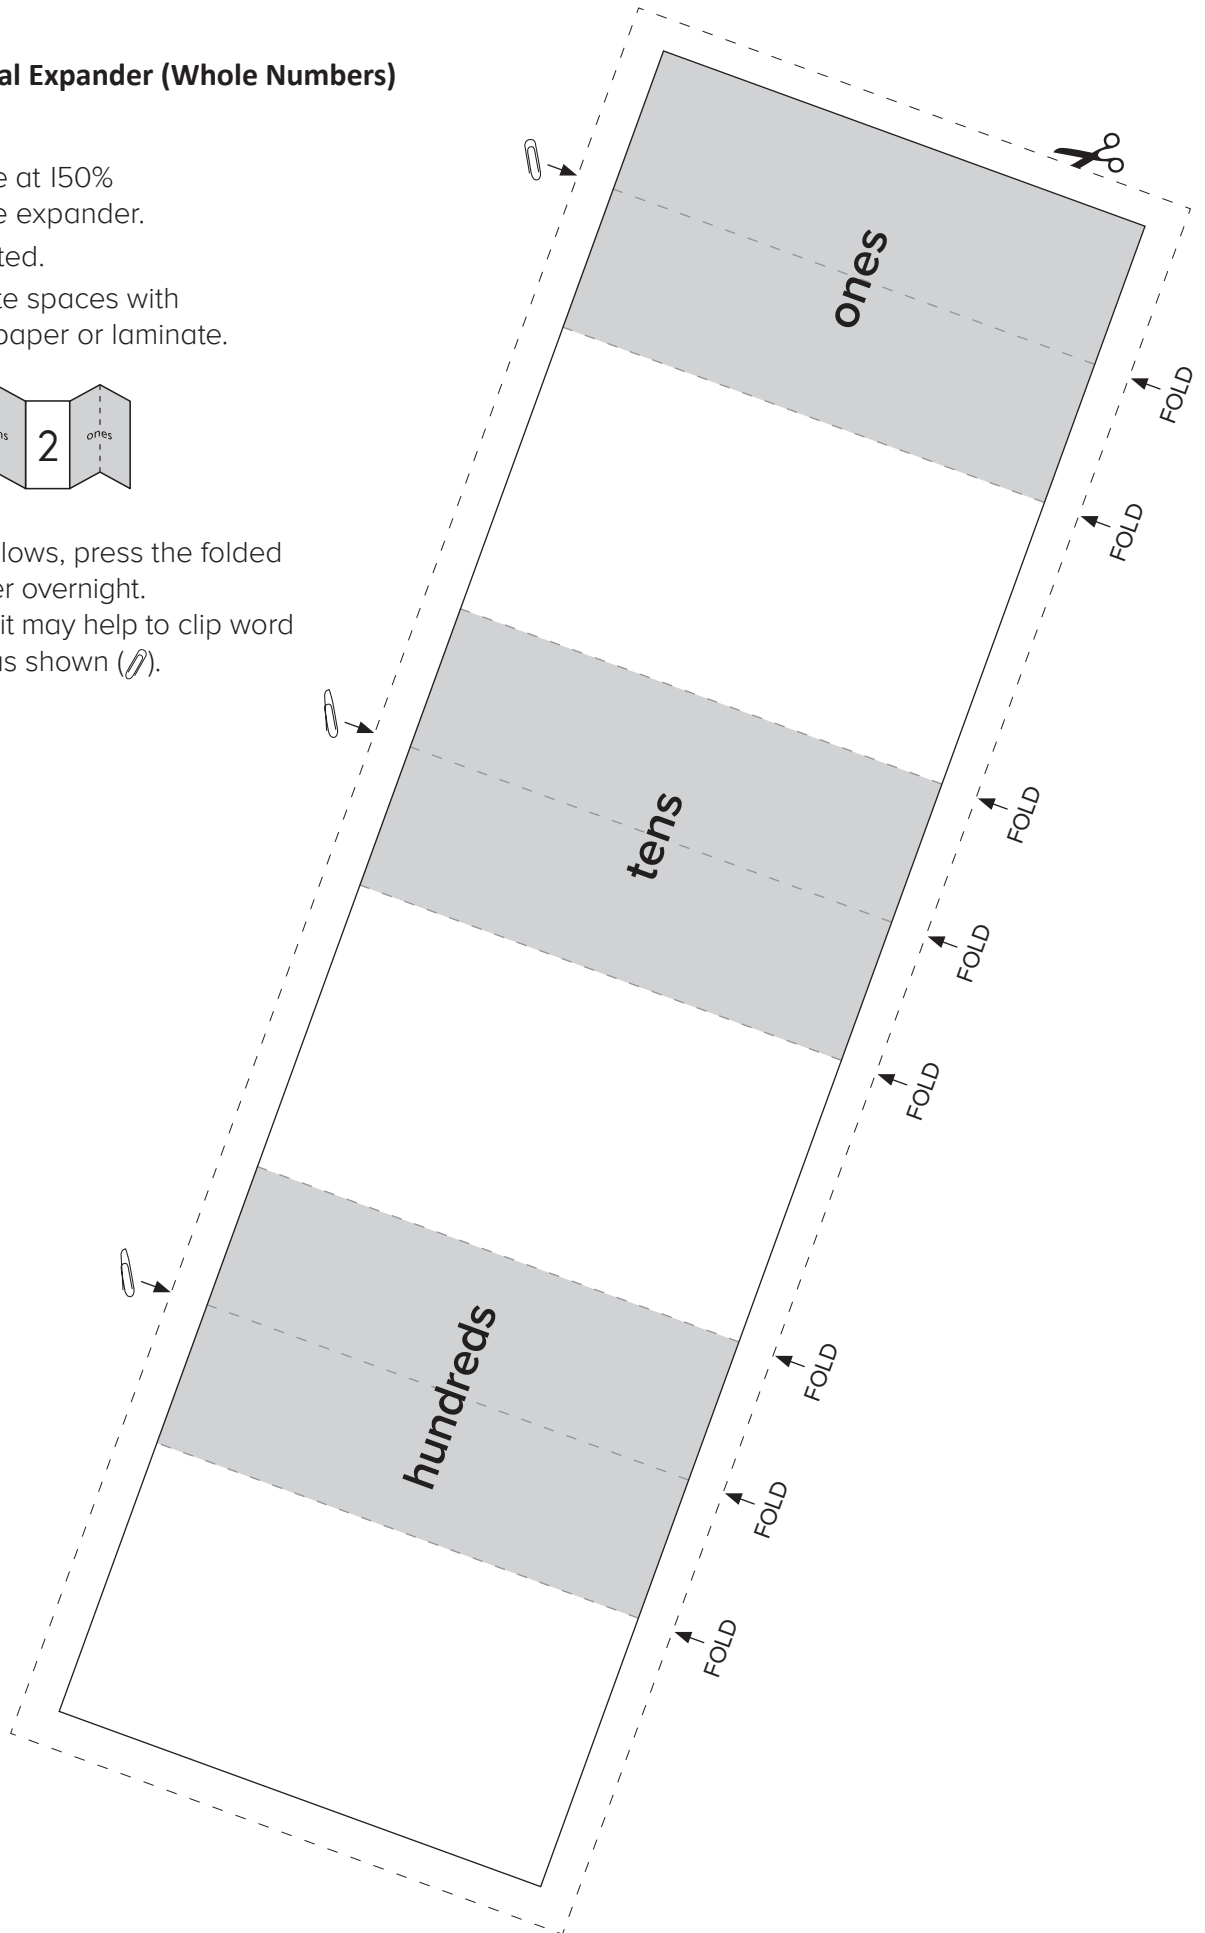 al Expander (Whole Numbers)
e at 150%
e expander.
ted.
te spaces with
paper or laminate.
ns
2
ones
lows, press the folded
er overnight.
it may help to clip word
as shown ( ).
ones
FOLD
FOLD
tens
FOLD
FOLD
FOLD
hundreds
FOLD
FOLD
FOLD